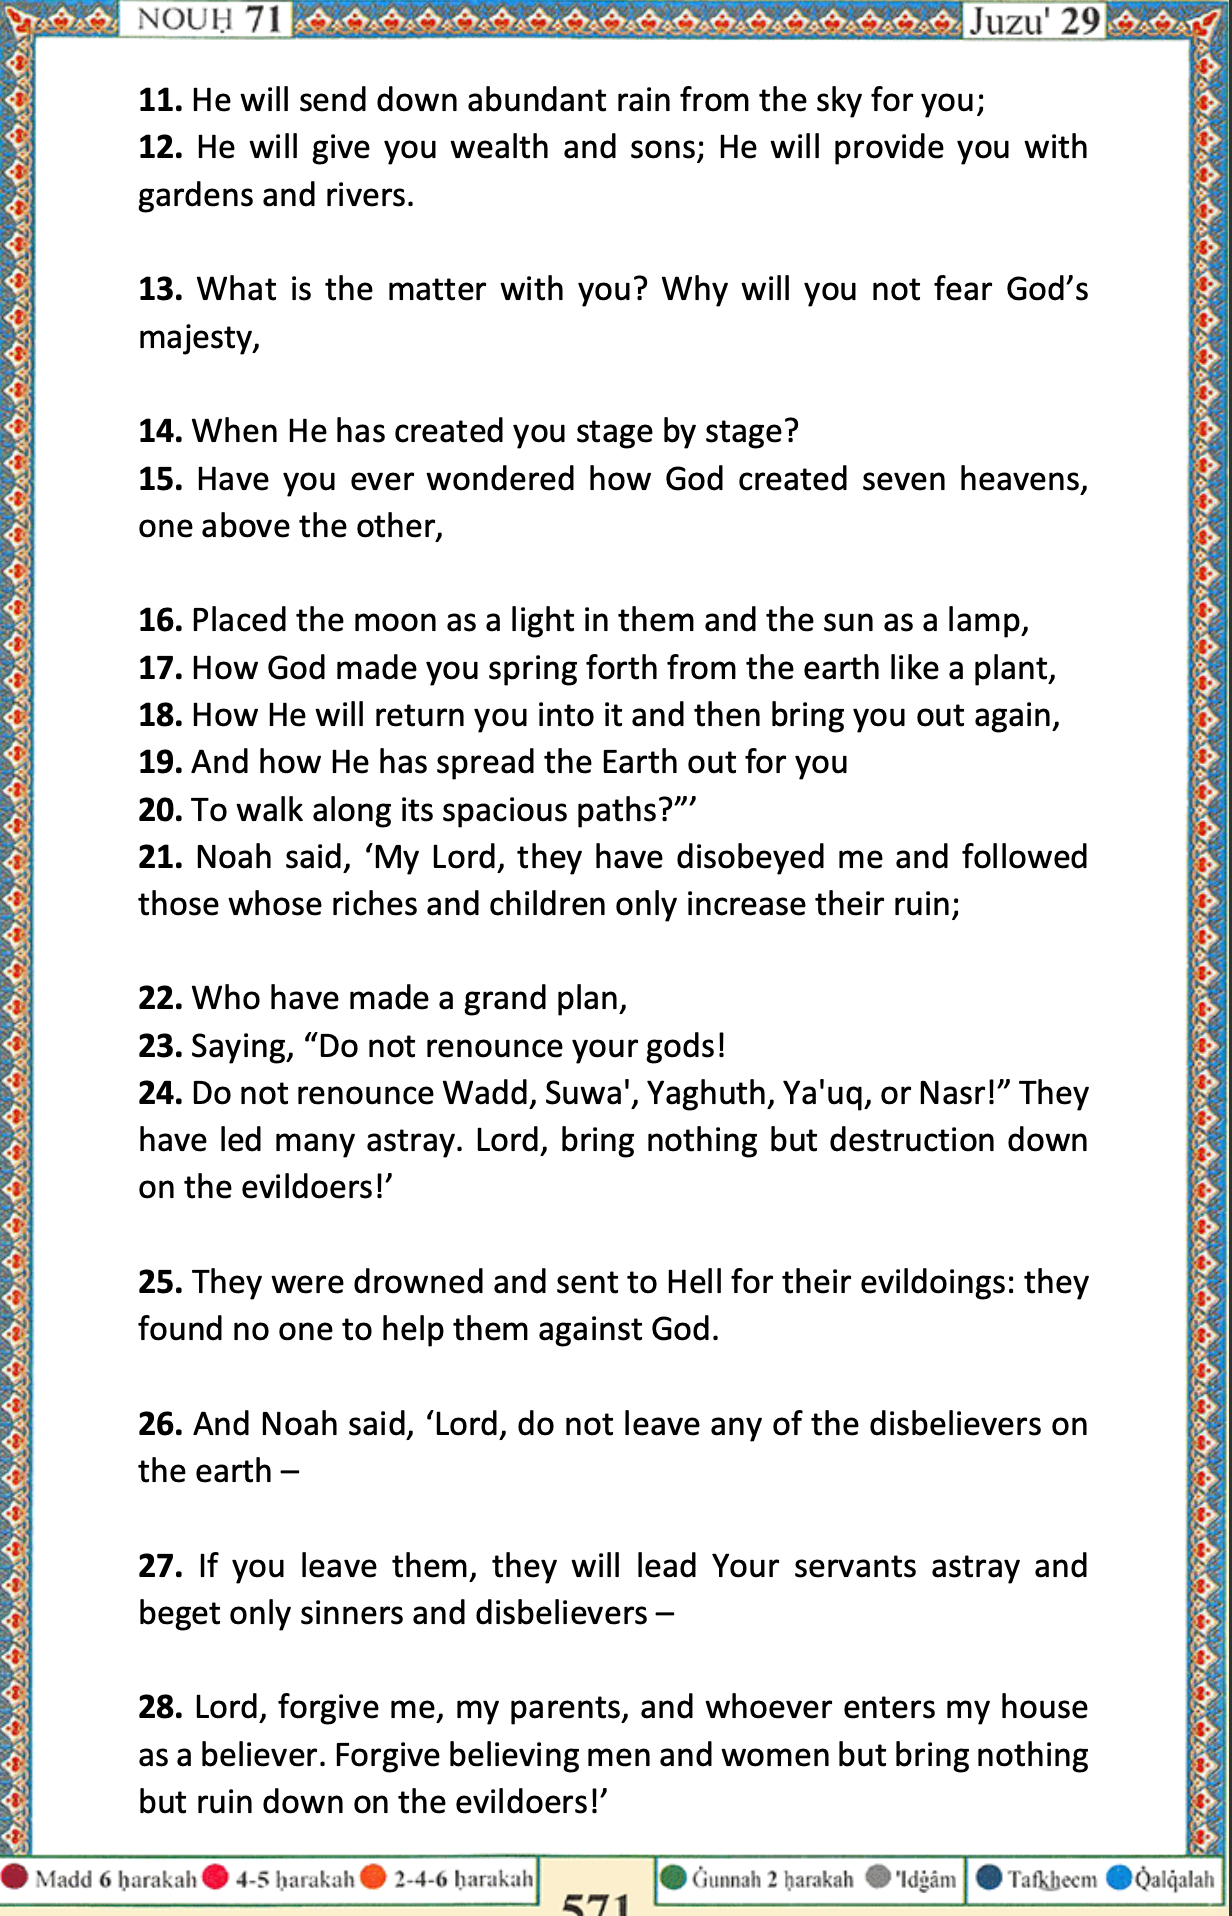 NOUḤ 71
Juzu' 29
11. He will send down abundant rain from the sky for you;
12. He will give you wealth and sons; He will provide you with
gardens and rivers.
13. What is the matter with you? Why will you not fear God’s
majesty,
14. When He has created you stage by stage?
15. Have you ever wondered how God created seven heavens,
one above the other,
16. Placed the moon as a light in them and the sun as a lamp,
17. How God made you spring forth from the earth like a plant,
18. How He will return you into it and then bring you out again,
19. And how He has spread the Earth out for you
20. To walk along its spacious paths?”’
21. Noah said, ‘My Lord, they have disobeyed me and followed
those whose riches and children only increase their ruin;
22. Who have made a grand plan,
23. Saying, “Do not renounce your gods!
24. Do not renounce Wadd, Suwa', Yaghuth, Ya'uq, or Nasr!” They
have led many astray. Lord, bring nothing but destruction down
on the evildoers!’
25. They were drowned and sent to Hell for their evildoings: they
found no one to help them against God.
26. And Noah said, ‘Lord, do not leave any of the disbelievers on
the earth –
27. If you leave them, they will lead Your servants astray and
beget only sinners and disbelievers –
28. Lord, forgive me, my parents, and whoever enters my house
as a believer. Forgive believing men and women but bring nothing
but ruin down on the evildoers!’
Madd 6 ḥarakah 4-5 ḥarakah 2-4-6 ḥarakah
571
Ġunnah 2 ḥarakah 'Idġâm Tafkheem Qalqalah